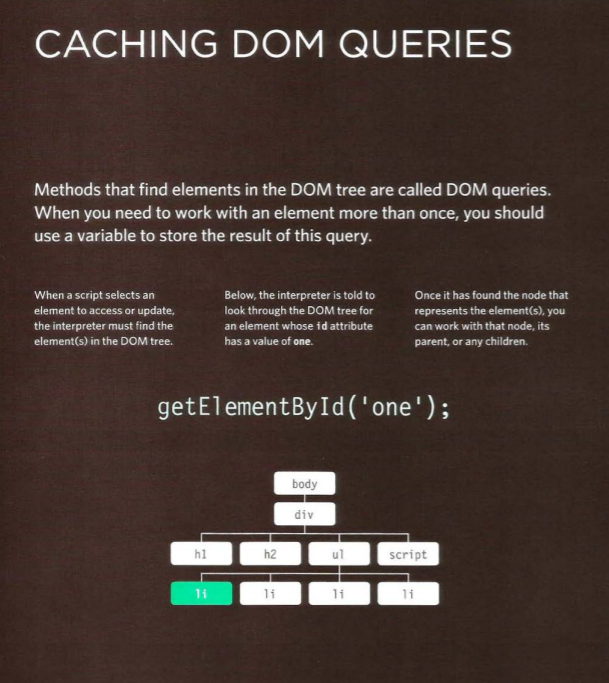 CACHING DOM QUERIES
Methods that find elements in the DOM tree are called DOM queries.
When you need to work with an element more than once, you should
use a variable to store the result of this query.
When a script selects an
element to access or update,
the interpreter must find the
element(s) in the DOM tree.
Below, the interpreter is told to
look through the DOM tree for
an element whose id attribute
has a value of one.
Once it has found the node that
represents the element(s), you
can work with that node, its
parent, or any children.
getElementById('one');
body
div
h1 h2 ul script
li li li li